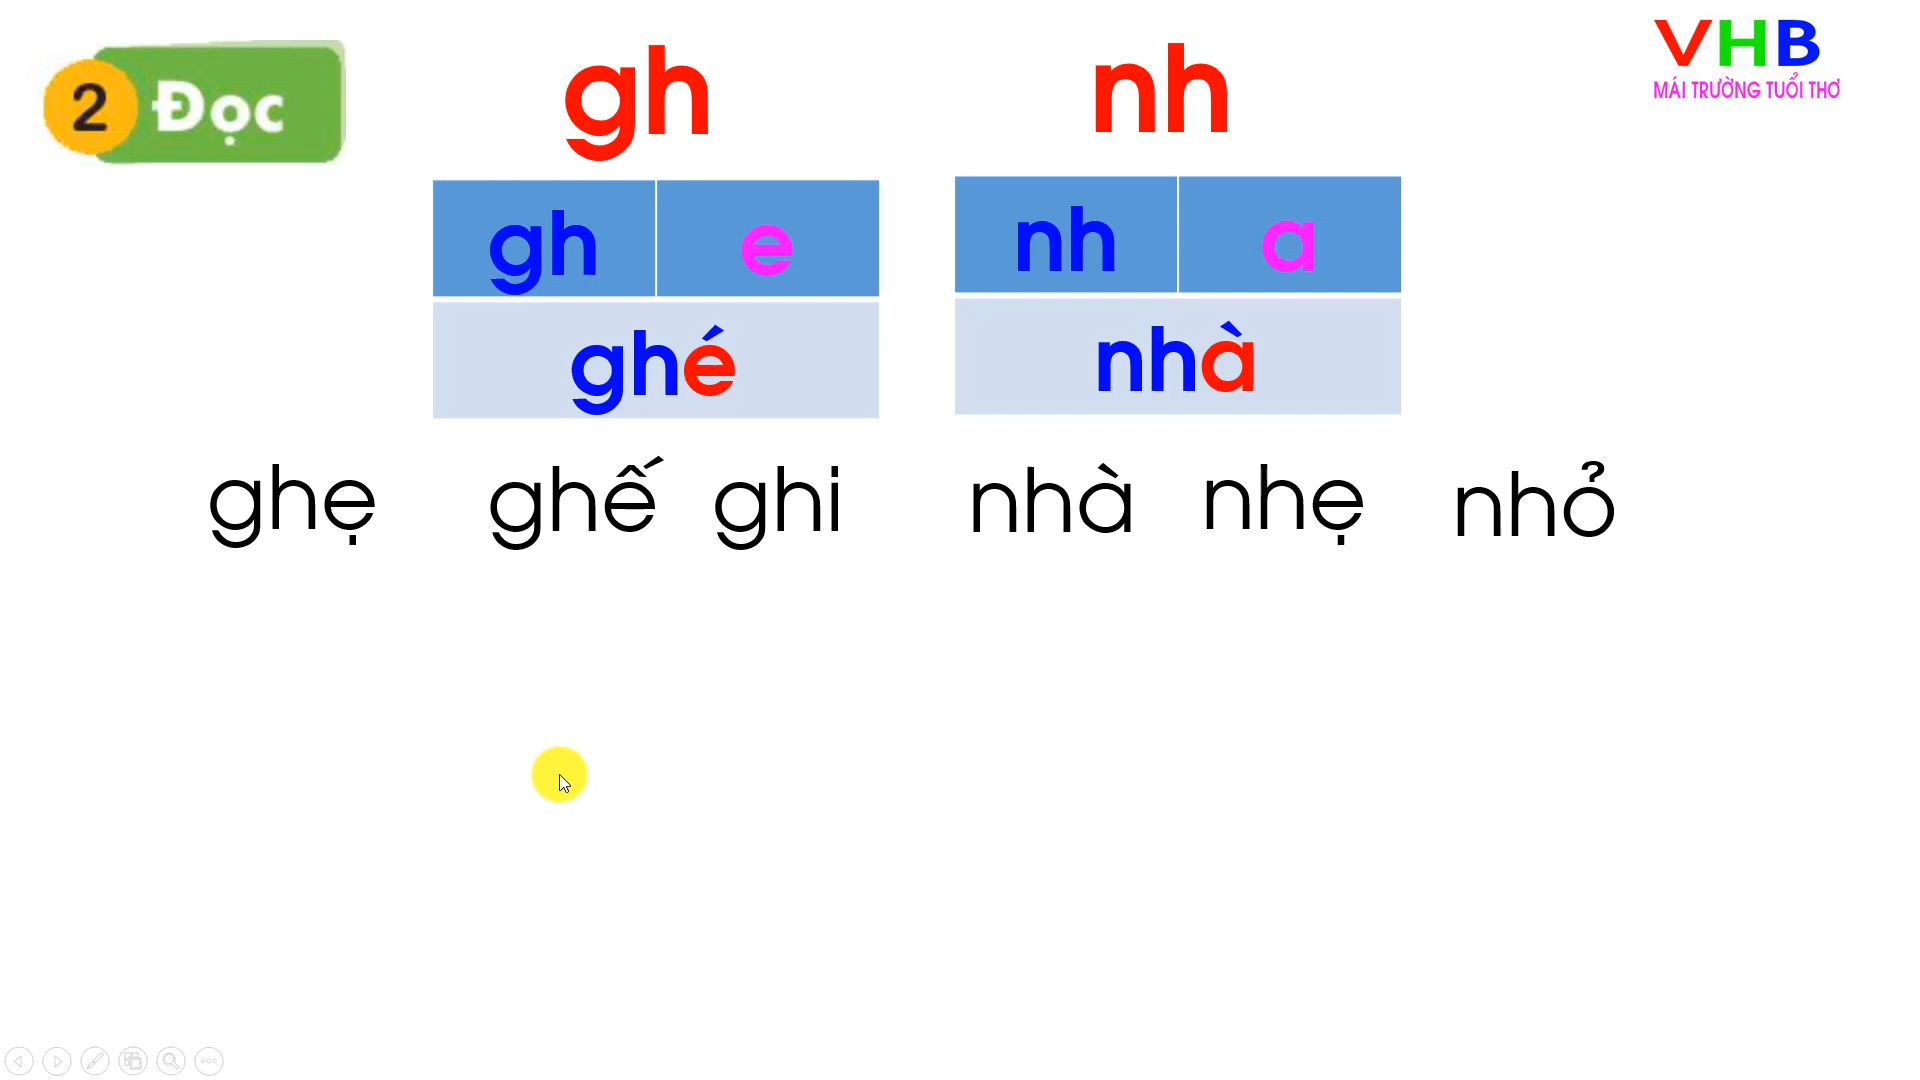 2 Đọc
gh nh
VHB
MÁI TRƯỜNG TUỔI THƠ
gh e
ghé
nh a
nhà
ghẹ ghế ghi nhà nhẹ nhỏ